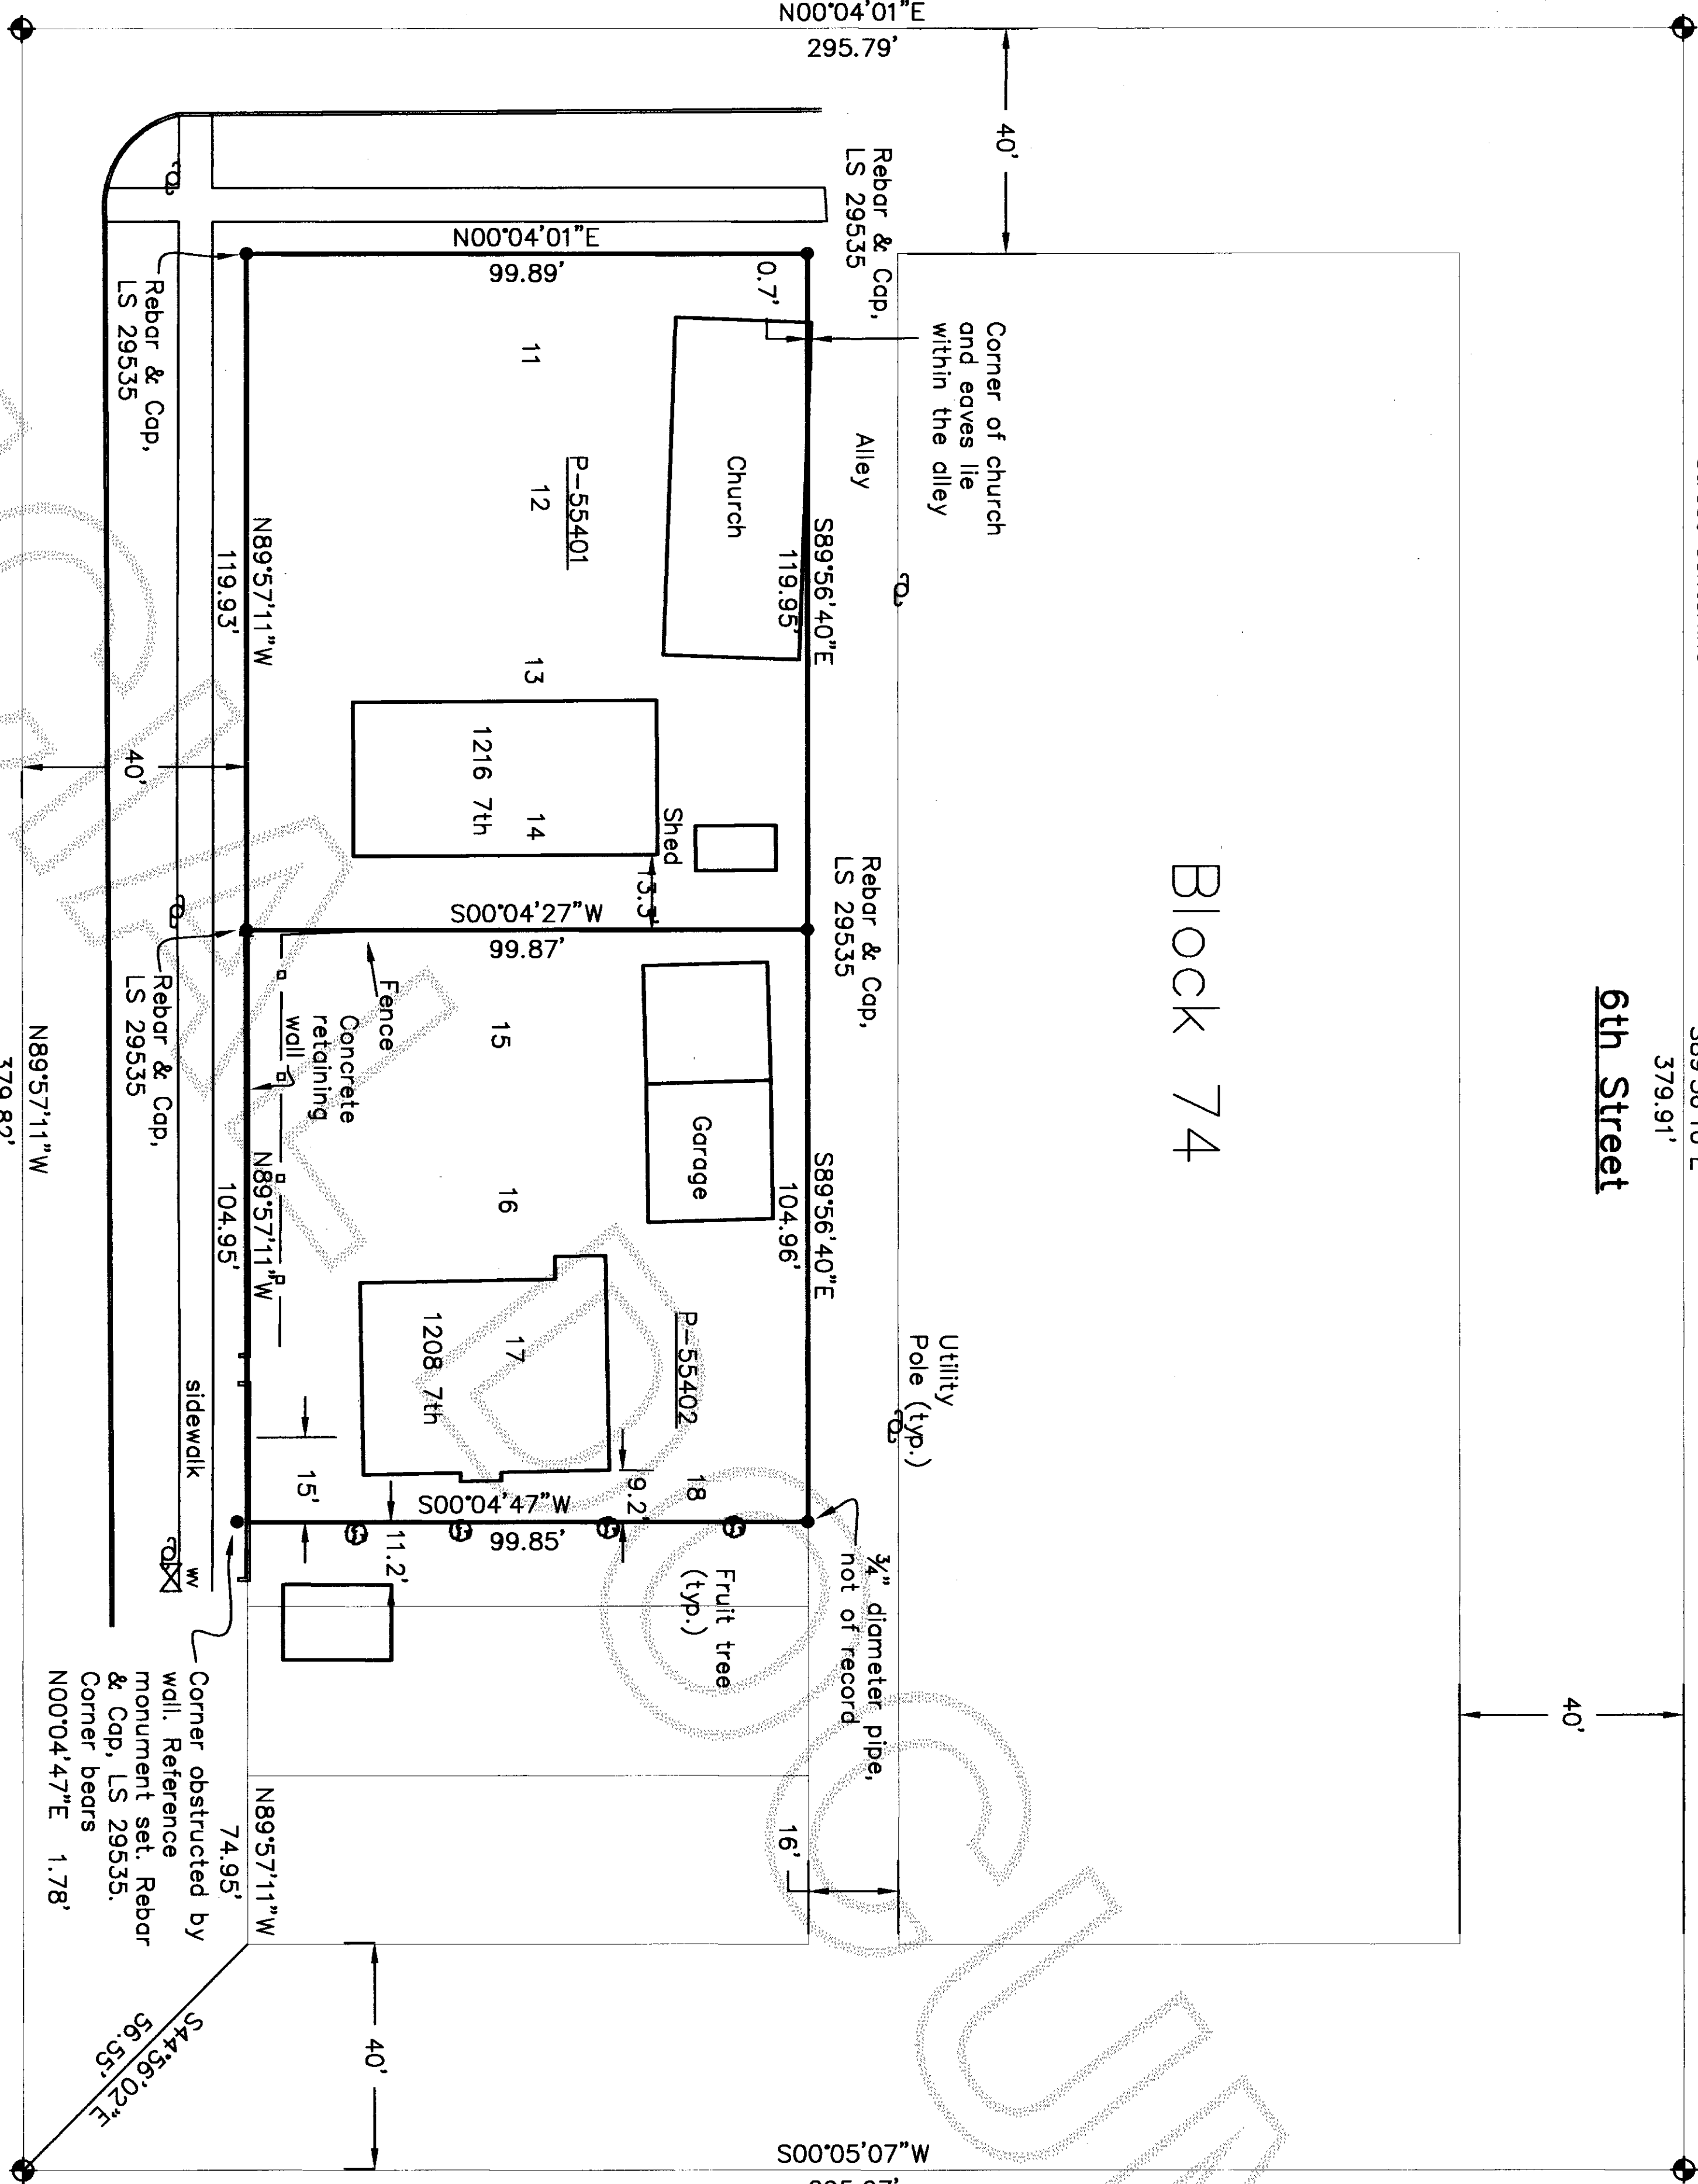 N00°04'01"E
295.79'
379.91'
6th Street
40'
40'
Block 74
Rebar & Cap,
LS 29535
Corner of church
and eaves lie
within the alley
Alley
Rebar & Cap,
LS 29535
Utility
Pole (typ.)
3/4" diameter pipe,
not of record
16'
S89°56'40"E
119.95'
S89°56'40"E
104.96'
N00°04'01"E
99.89'
0.7'
Church
11
12
13
14
P-55401
1216 7th
Shed
13.3'
S00°04'27"W
99.87'
15
16
17
18
Garage
P-55402
1208 7th
9.2'
11.2'
15'
S00°04'47"W
99.85'
Fruit tree
(typ.)
Fence
Concrete
retaining
wall
N89°57'11"W
119.93'
N89°57'11"W
104.95'
N89°57'11"W
74.95'
Rebar & Cap,
LS 29535
Rebar & Cap,
LS 29535
sidewalk
W
Corner obstructed by
wall. Reference
monument set. Rebar
& Cap, LS 29535.
Corner bears
N00°04'47"E 1.78'
40'
40'
S44°56'02"E
56.55'
N89°57'11"W
379.82'
S00°05'07"W